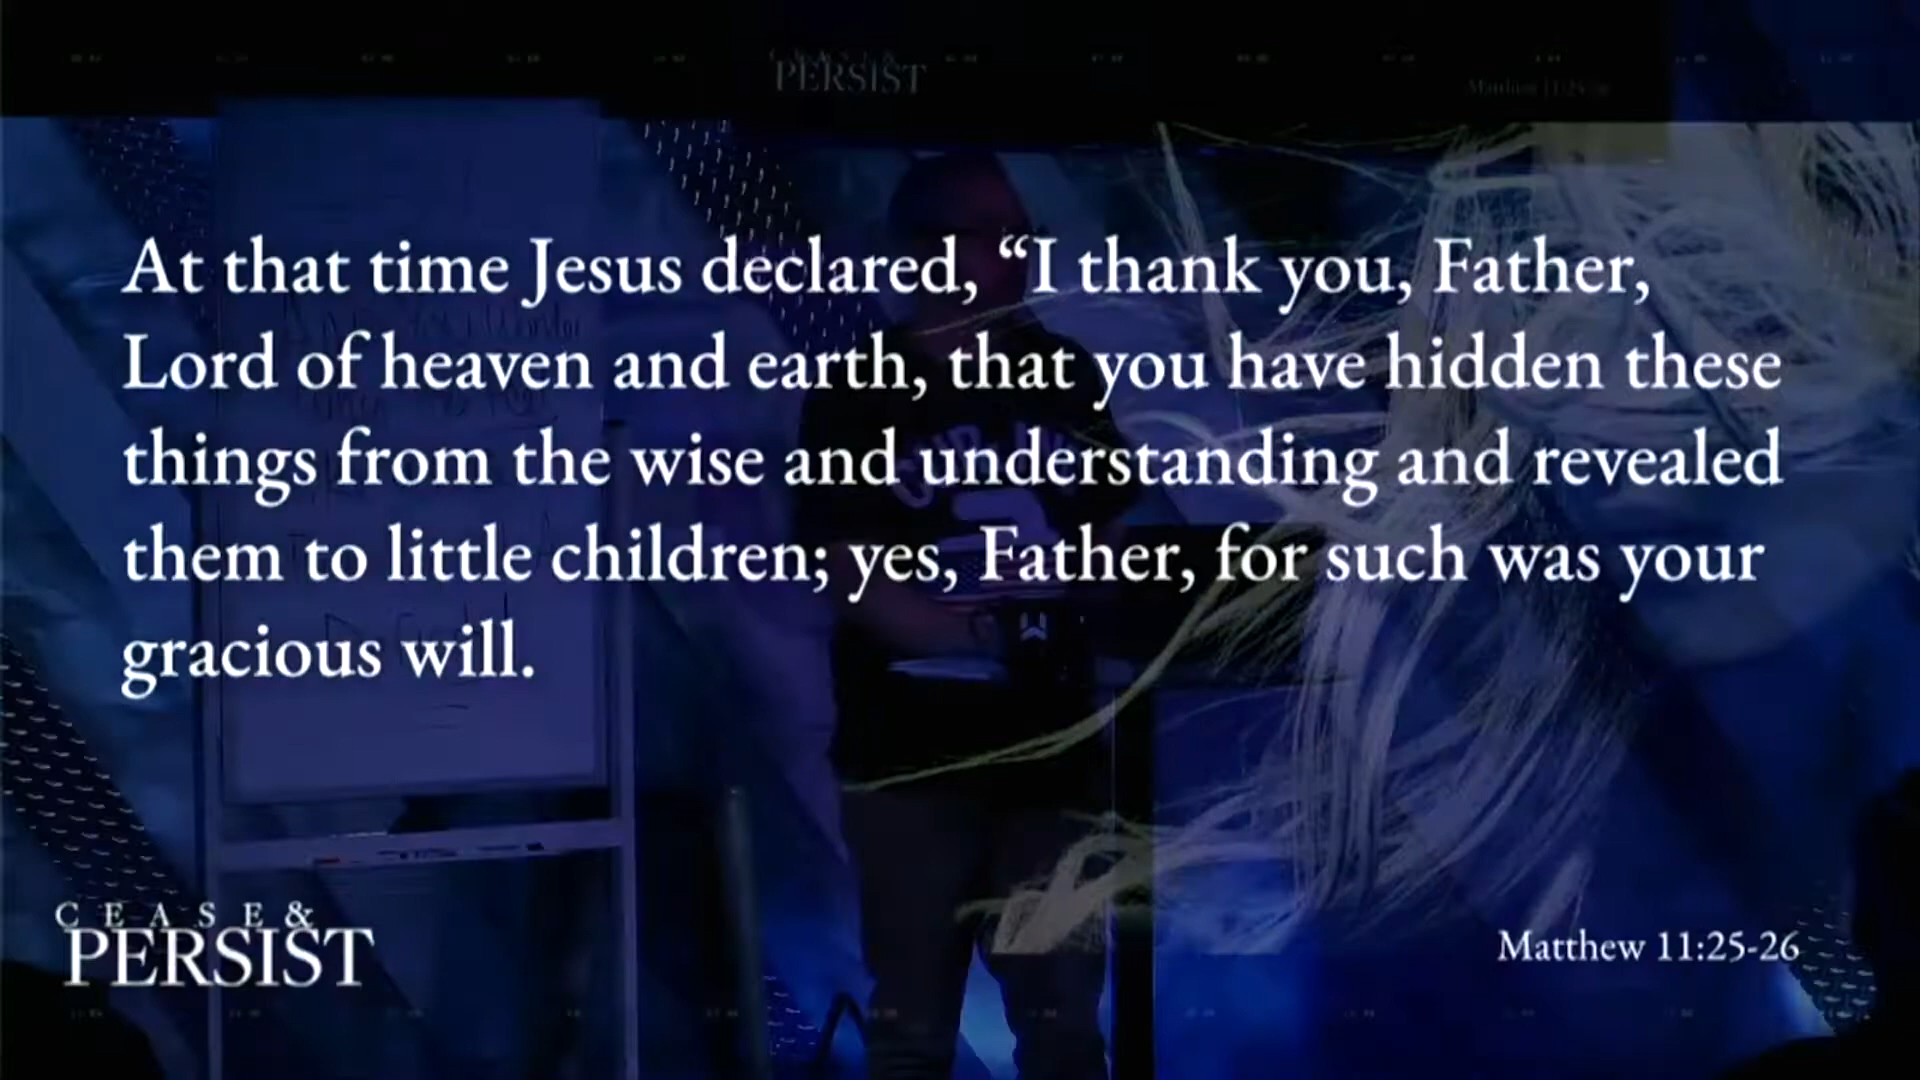 CEASE&
PERSIST
At that time Jesus declared, “I thank you, Father,
Lord of heaven and earth, that you have hidden these
things from the wise and understanding and revealed
them to little children; yes, Father, for such was your
gracious will.
CEASE&
PERSIST
Matthew 11:25-26